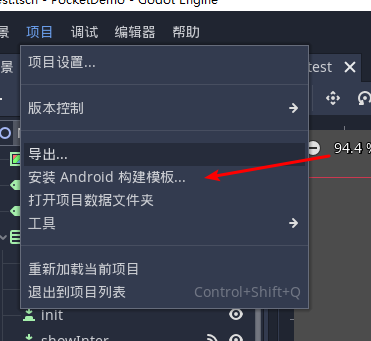 test.tscn - PocketDemo - Godot Engine
景 项目 调试 编辑器 帮助
项目设置...
test
版本控制
导出...
94.4 %
安装 Android 构建模板...
打开项目数据文件夹
工具
重新加载当前项目
退出到项目列表 Control+Shift+Q
init
showInter